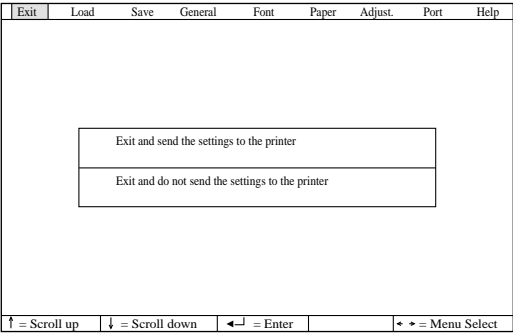 Exit Load Save General Font Paper Adjust. Port Help
Exit and send the settings to the printer
Exit and do not send the settings to the printer
↑ = Scroll up ↓ = Scroll down ↵ = Enter ← → = Menu Select